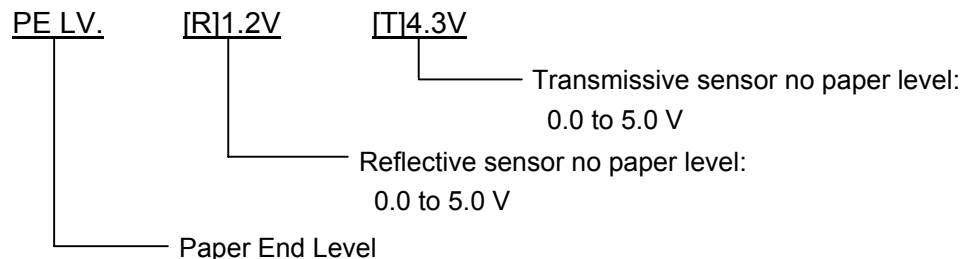 PE LV. [R]1.2V [T]4.3V
Transmissive sensor no paper level:
0.0 to 5.0 V
Reflective sensor no paper level:
0.0 to 5.0 V
Paper End Level